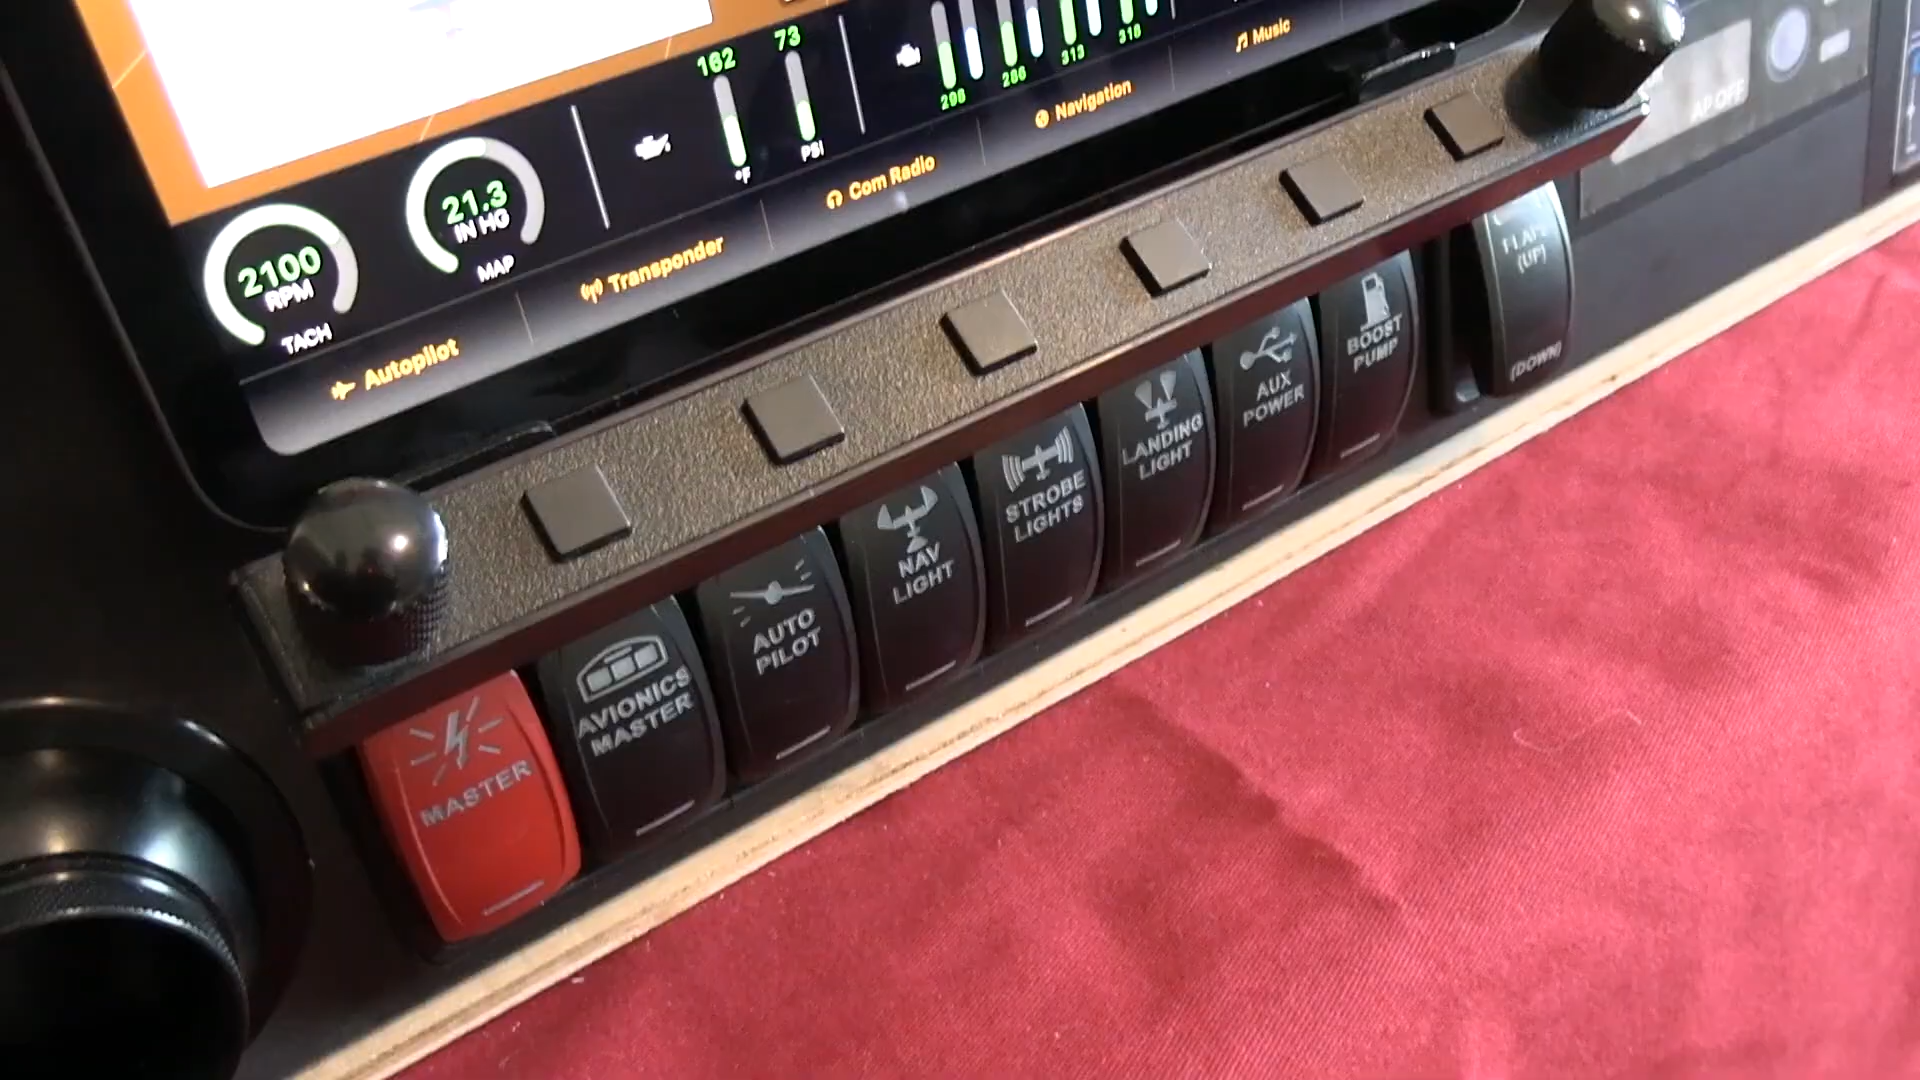 162
73
°F
PSI
298
286
313
318
2100
RPM
TACH
21.3
IN HG
MAP
Autopilot
Transponder
Com Radio
Navigation
Music
AP OFF
MASTER
AVIONICS
MASTER
AUTO
PILOT
NAV
LIGHT
STROBE
LIGHTS
LANDING
LIGHT
AUX
POWER
BOOST
PUMP
(UP)
(DOWN)